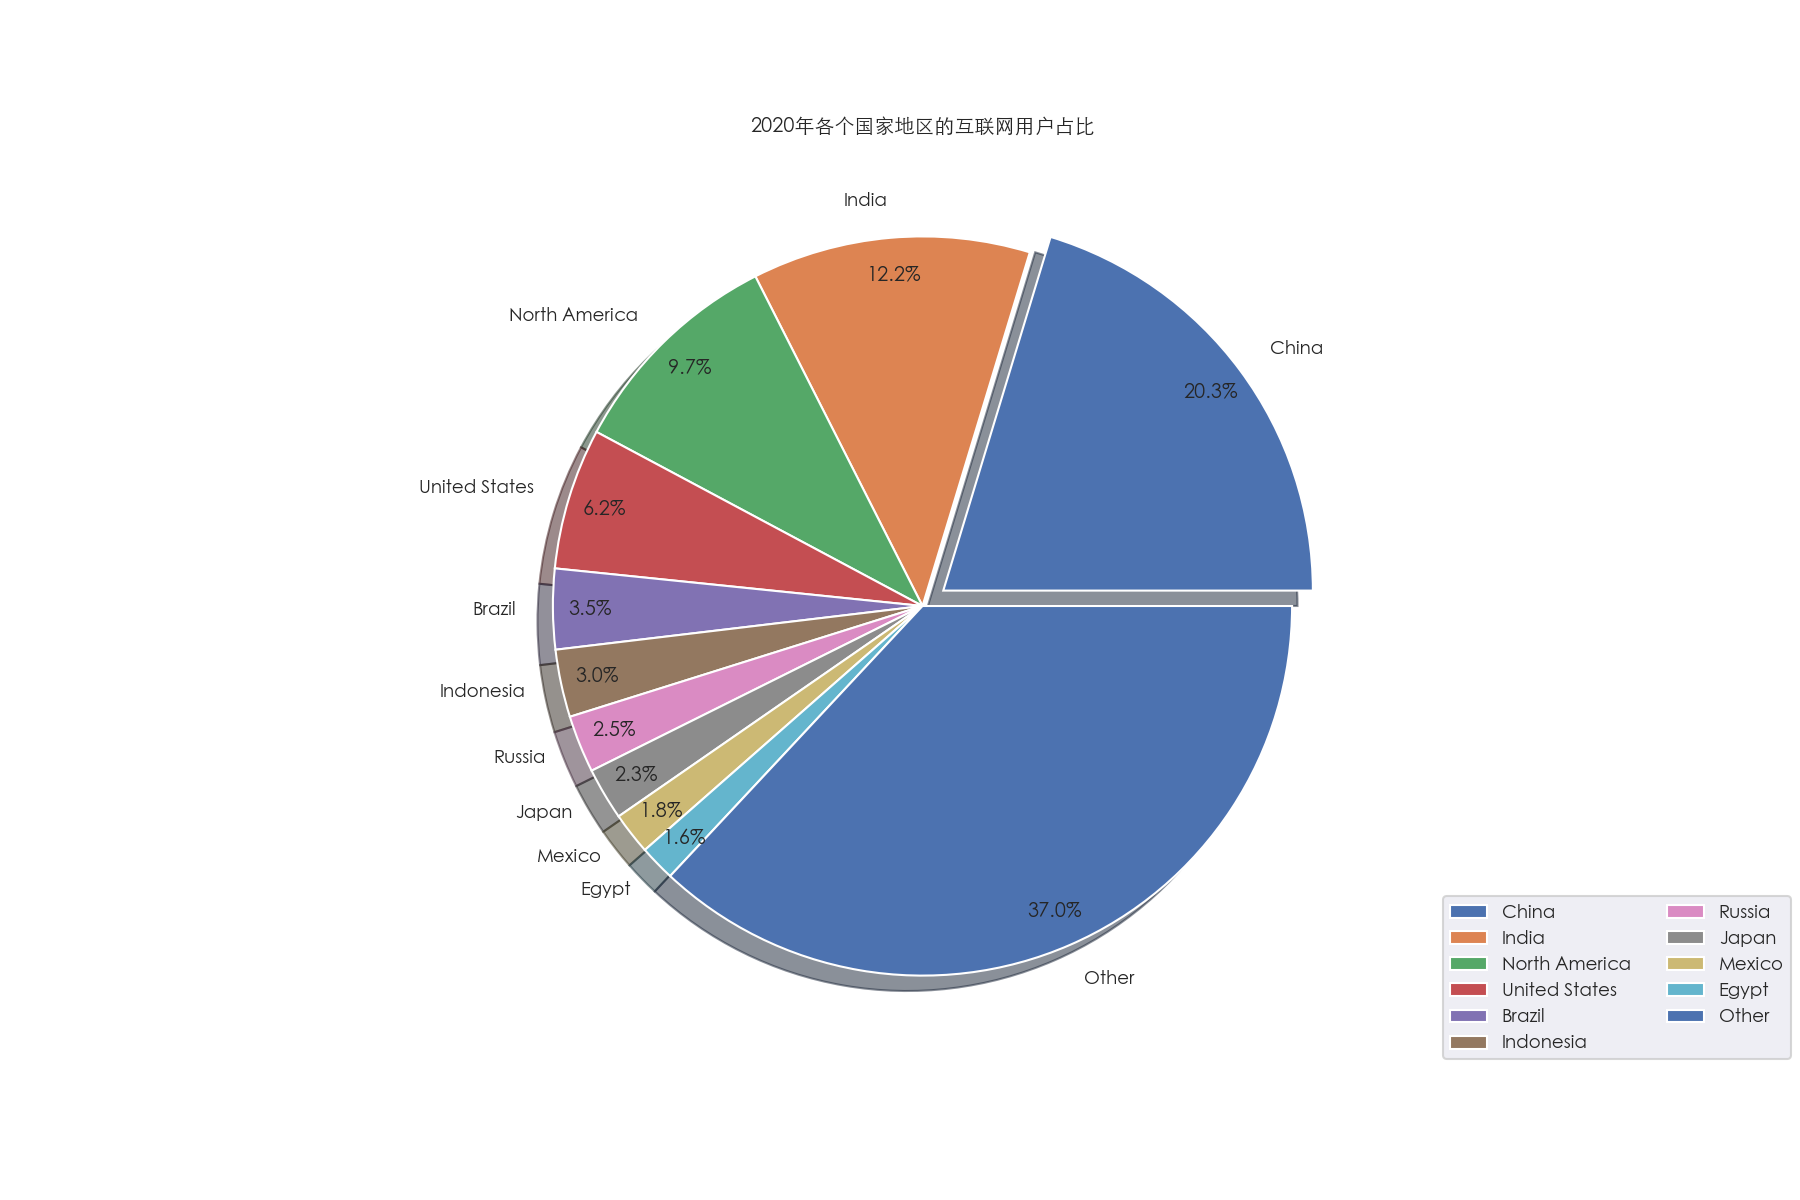 2020年各个国家地区的互联网用户占比
India
12.2%
North America
9.7%
China
20.3%
United States
6.2%
Brazil
3.5%
Indonesia
3.0%
Russia
2.5%
Japan
2.3%
Mexico
1.8%
Egypt
1.6%
37.0%
Other
China
India
North America
United States
Brazil
Indonesia
Russia
Japan
Mexico
Egypt
Other